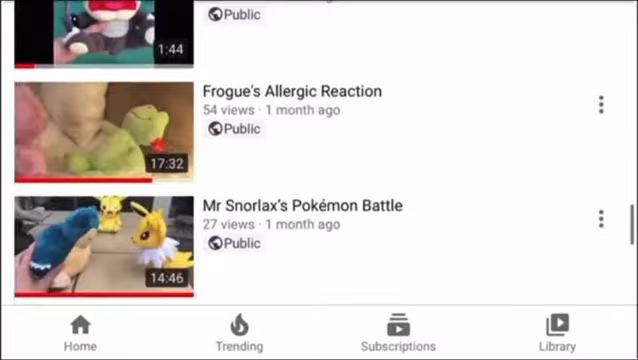 Public
1:44
Frogue's Allergic Reaction
54 views · 1 month ago
Public
17:32
Mr Snorlax's Pokémon Battle
27 views · 1 month ago
Public
14:46
Home
Trending
Subscriptions
Library